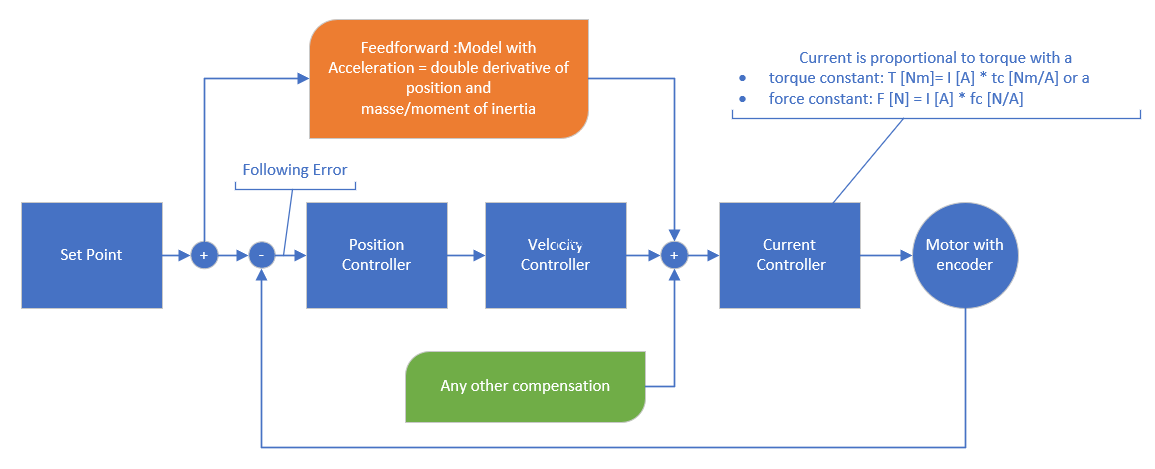 Feedforward :Model with
Acceleration = double derivative of
position and
masse/moment of inertia
Current is proportional to torque with a
• torque constant: T [Nm]= I [A] * tc [Nm/A] or a
• force constant: F [N] = I [A] * fc [N/A]
Following Error
Set Point
+
-
Position
Controller
Velocity
Controller
+
Current
Controller
Motor with
encoder
Any other compensation